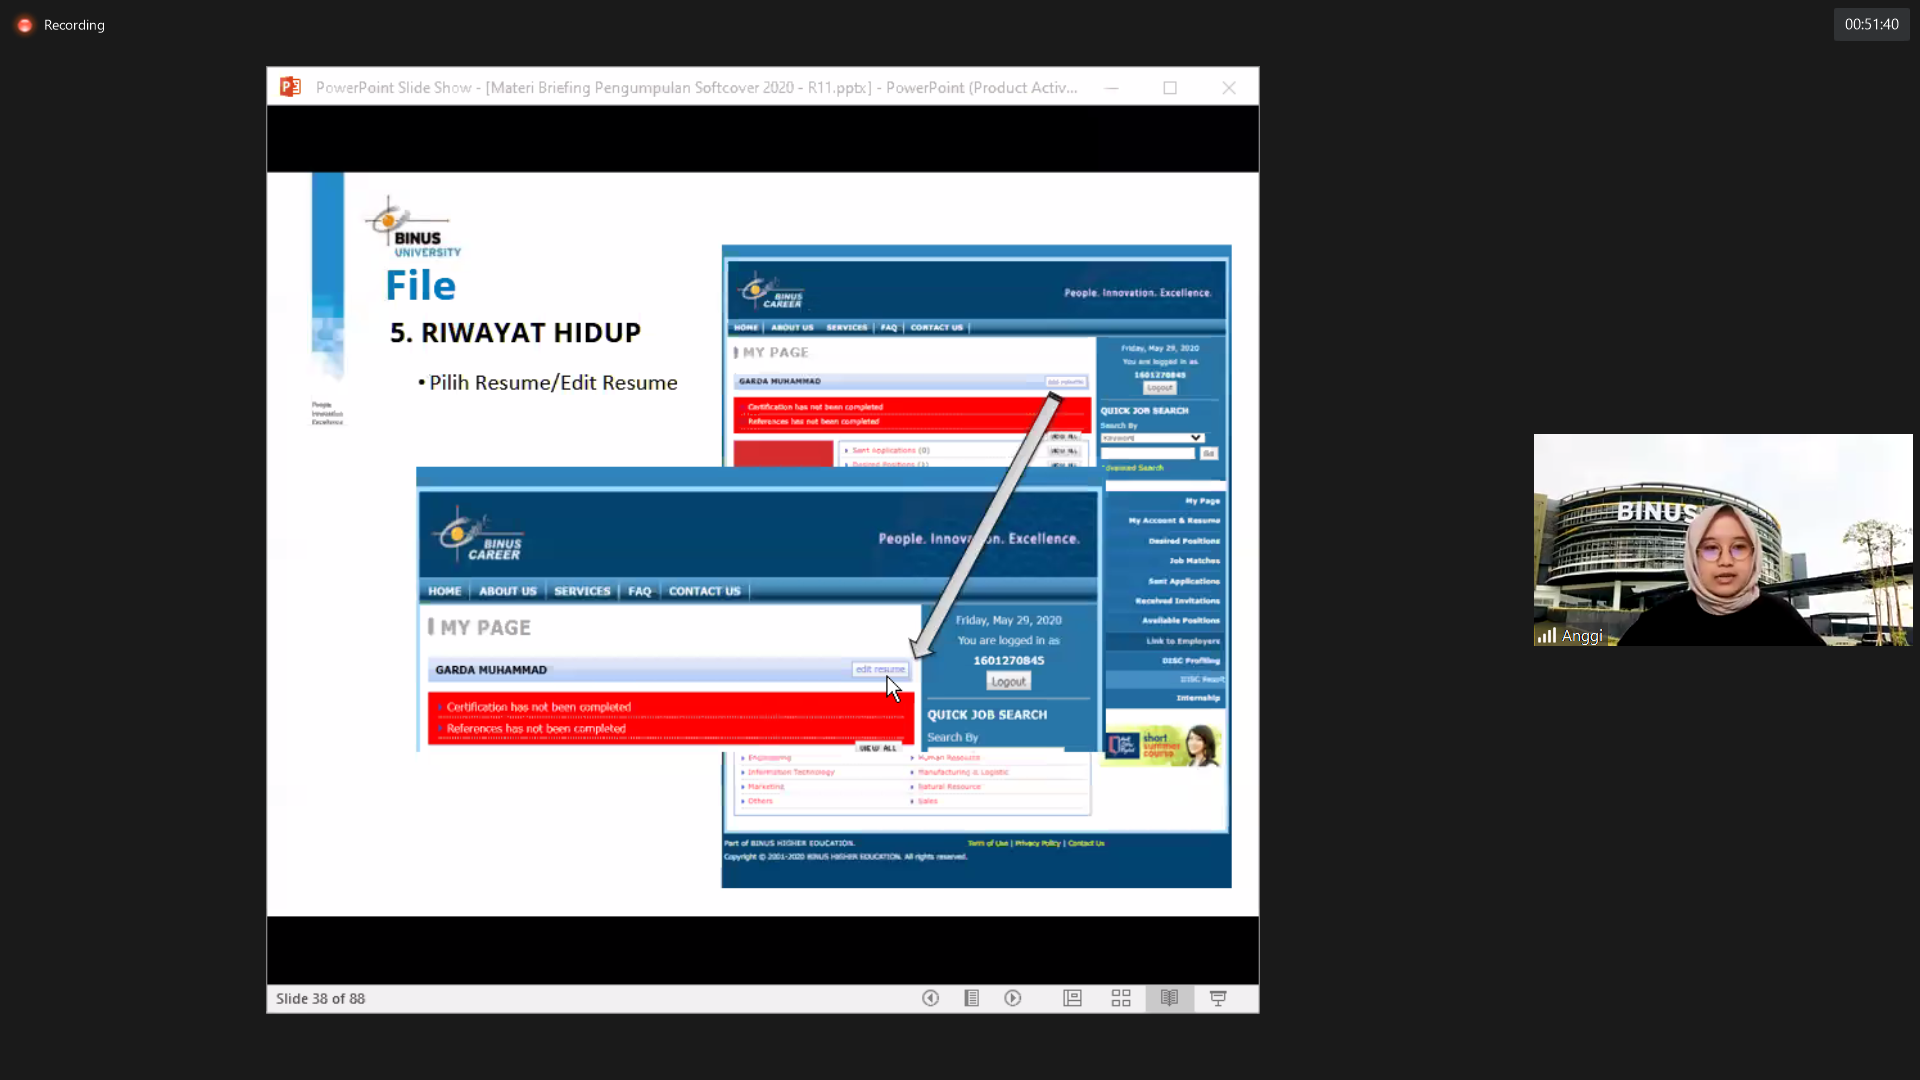 Recording
00:51:40
PowerPoint Slide Show - [Materi Briefing Pengumpulan Softcover 2020 - R11.pptx] - PowerPoint (Product Activ...
BINUS
UNIVERSITY
File
5. RIWAYAT HIDUP
• Pilih Resume/Edit Resume
People
Innovation
Excellence
BINUS
CAREER
People. Innovation. Excellence.
HOME ABOUT US SERVICES FAQ CONTACT US
MY PAGE
GARDA MUHAMMAD
edit resume
Certification has not been completed
References has not been completed
VIEW ALL
Sent Applications (0)
VIEW ALL
Desired Positions (1)
Friday, May 29, 2020
You are logged in as
1601270845
Logout
QUICK JOB SEARCH
Search By
Keyword
Go
Advanced Search
My Page
My Account & Resume
Desired Positions
Job Matches
Sent Applications
Received Invitations
Available Positions
Link to Employers
DISC Profiling
DISC Result
Internship
short
summer
course
BINUS
CAREER
People. Innovation. Excellence.
HOME ABOUT US SERVICES FAQ CONTACT US
MY PAGE
GARDA MUHAMMAD
edit resume
Certification has not been completed
References has not been completed
VIEW ALL
Friday, May 29, 2020
You are logged in as
1601270845
Logout
QUICK JOB SEARCH
Search By
Engineering Human Resource
Information Technology Manufacturing & Logistic
Marketing Natural Resource
Others Sales
Part of BINUS HIGHER EDUCATION.
Term of Use | Privacy Policy | Contact Us
Copyright © 2001-2020 BINUS HIGHER EDUCATION. All rights reserved.
Slide 38 of 88
BINUS
Anggi